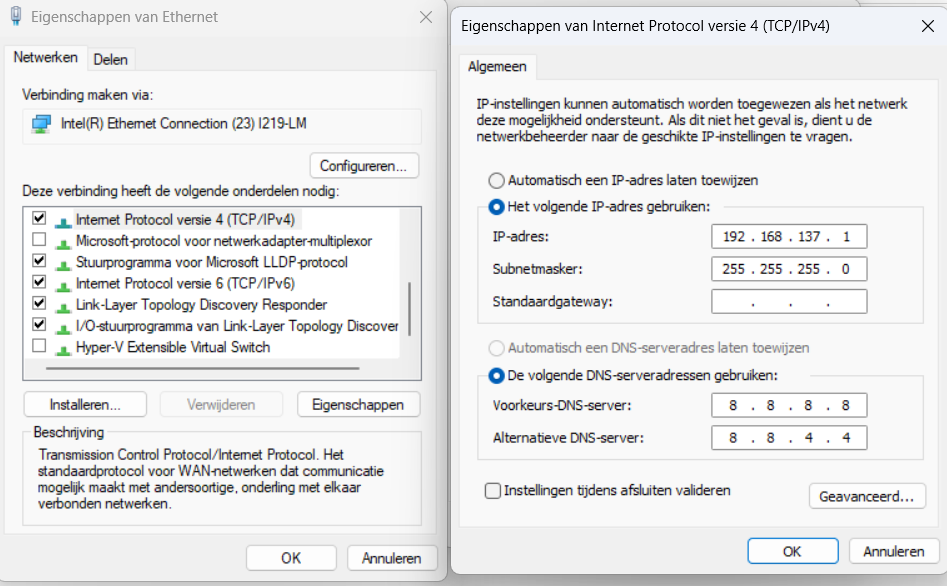 Eigenschappen van Ethernet
Netwerken
Delen
Verbinding maken via:
Intel(R) Ethernet Connection (23) I219-LM
Configureren...
Deze verbinding heeft de volgende onderdelen nodig:
Internet Protocol versie 4 (TCP/IPv4)
Microsoft-protocol voor netwerkadapter-multiplexor
Stuurprogramma voor Microsoft LLDP-protocol
Internet Protocol versie 6 (TCP/IPv6)
Link-Layer Topology Discovery Responder
I/O-stuurprogramma van Link-Layer Topology Discover
Hyper-V Extensible Virtual Switch
Installeren...
Verwijderen
Eigenschappen
Beschrijving
Transmission Control Protocol/Internet Protocol. Het
standaardprotocol voor WAN-netwerken dat communicatie
mogelijk maakt met andersoortige, onderling met elkaar
verbonden netwerken.
OK
Annuleren
Eigenschappen van Internet Protocol versie 4 (TCP/IPv4)
Algemeen
IP-instellingen kunnen automatisch worden toegewezen als het netwerk
deze mogelijkheid ondersteunt. Als dit niet het geval is, dient u de
netwerkbeheerder naar de geschikte IP-instellingen te vragen.
Automatisch een IP-adres laten toewijzen
Het volgende IP-adres gebruiken:
IP-adres:
192 . 168 . 137 . 1
Subnetmasker:
255 . 255 . 255 . 0
Standaardgateway:
. . .
Automatisch een DNS-serveradres laten toewijzen
De volgende DNS-serveradressen gebruiken:
Voorkeurs-DNS-server:
8 . 8 . 8 . 8
Alternatieve DNS-server:
8 . 8 . 4 . 4
Instellingen tijdens afsluiten valideren
Geavanceerd...
OK
Annuleren